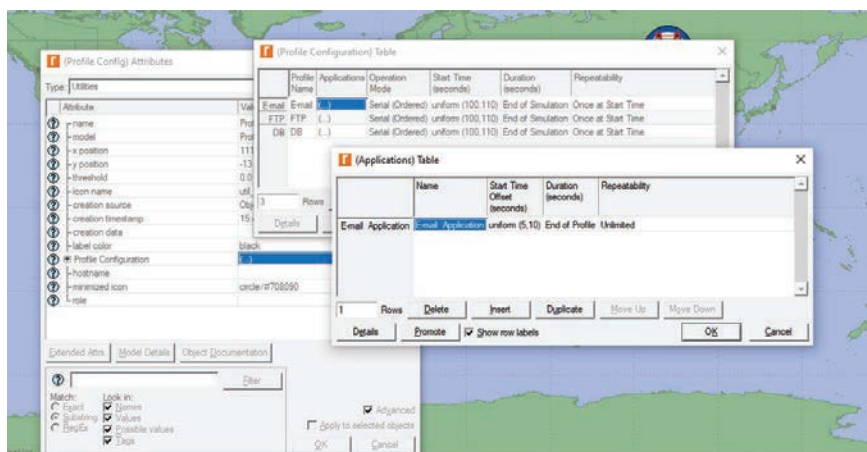 (Profile Config) Attributes
Type: Utilities
Attribute Val
name Prof
model Prof
x position 111
y position -13.
threshold 0.0
icon name util_
creation source Obj
creation timestamp 15:
creation data
label color black
Profile Configuration (...)
hostname
minimized icon circle/#708090
role
Extended Attrs. Model Details Object Documentation
Filter
Match: Look in:
Exact Names
Substring Values
RegEx Possible values
Tags
Advanced
Apply to selected objects
OK Cancel
(Profile Configuration) Table
Profile Name Applications Operation Mode Start Time (seconds) Duration (seconds) Repeatability
E-mail E-mail (...) Serial (Ordered) uniform (100,110) End of Simulation Once at Start Time
FTP FTP (...) Serial (Ordered) uniform (100,110) End of Simulation Once at Start Time
DB DB (...) Serial (Ordered) uniform (100,110) End of Simulation Once at Start Time
3 Rows
Details
(Applications) Table
Name Start Time Offset (seconds) Duration (seconds) Repeatability
E-mail Application E-mail Application uniform (5,10) End of Profile Unlimited
1 Rows Delete Insert Duplicate Move Up Move Down
Details Promote Show row labels OK Cancel